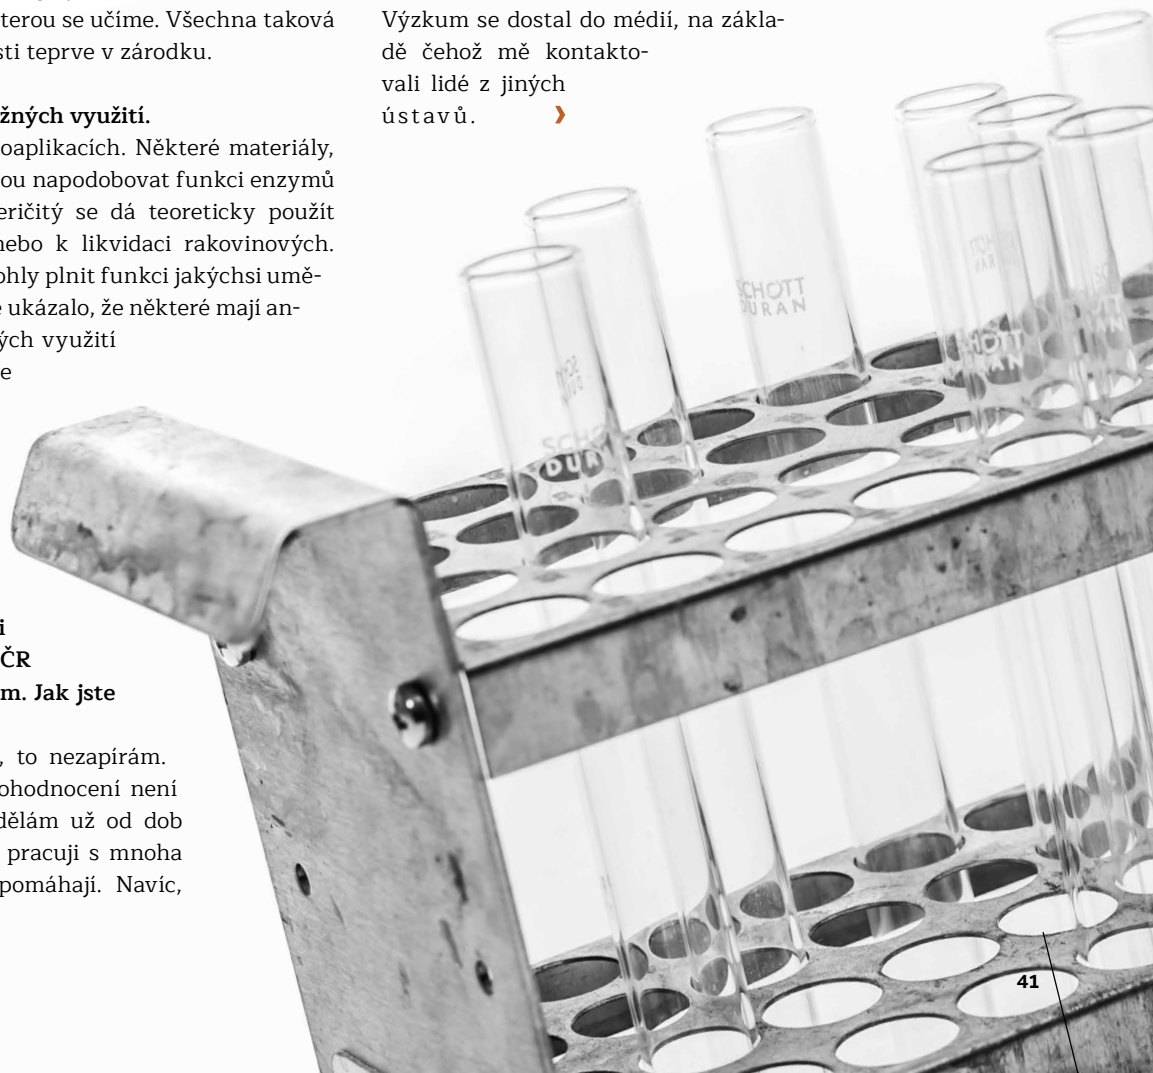 terou se učíme. Všechna taková
sti teprve v zárodku.
žných využití.
oaplikacích. Některé materiály,
ou napodobovat funkci enzymů
eričitý se dá teoreticky použít
nebo k likvidaci rakovinových.
ohly plnit funkci jakýchsi umě-
e ukázalo, že některé mají an-
ých využití
e
i
ČR
m. Jak jste
, to nezapírám.
ohodnocení není
dělám už od dob
pracuji s mnoha
pomáhají. Navíc,
Výzkum se dostal do médií, na zákla-
dě čehož mě kontakto-
vali lidé z jiných
ústavů. ›
SCHOTT
DURAN
SCHOTT
DURAN
41